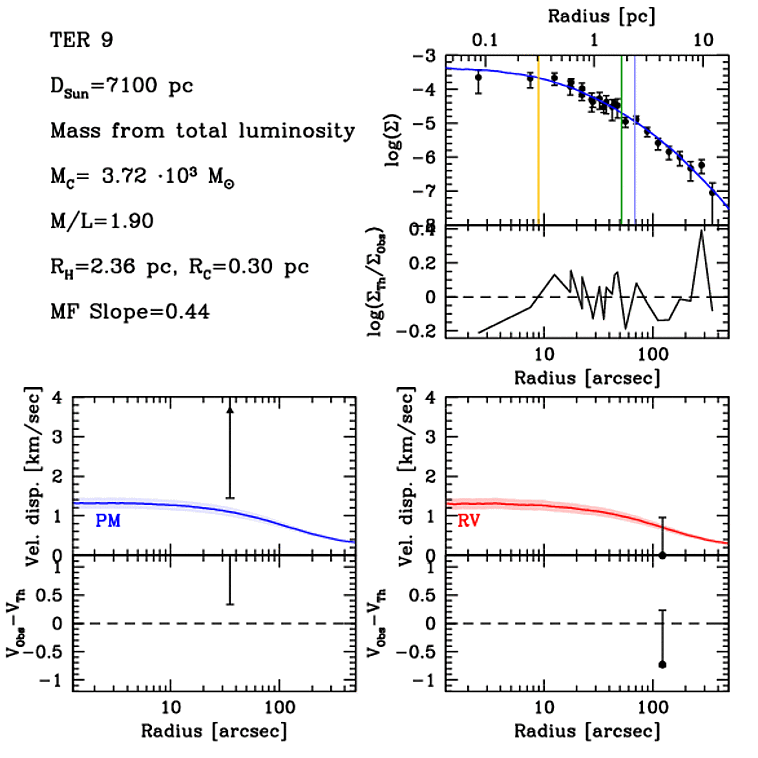 TER 9
D_Sun=7100 pc
Mass from total luminosity
M_C= 3.72 ·10³ M_⊙
M/L=1.90
R_H=2.36 pc, R_C=0.30 pc
MF Slope=0.44
Radius [pc]
0.1 1 10
log(Σ)
−3
−4
−5
−6
−7
−8
log(Σ_Th/Σ_Obs)
0.4
0.2
0
−0.2
10 100
Radius [arcsec]
Vel. disp. [km/sec]
4
3
2
1
0
PM
V_Obs−V_Th
1
0.5
0
−0.5
−1
10 100
Radius [arcsec]
Vel. disp. [km/sec]
4
3
2
1
0
RV
V_Obs−V_Th
1
0.5
0
−0.5
−1
10 100
Radius [arcsec]